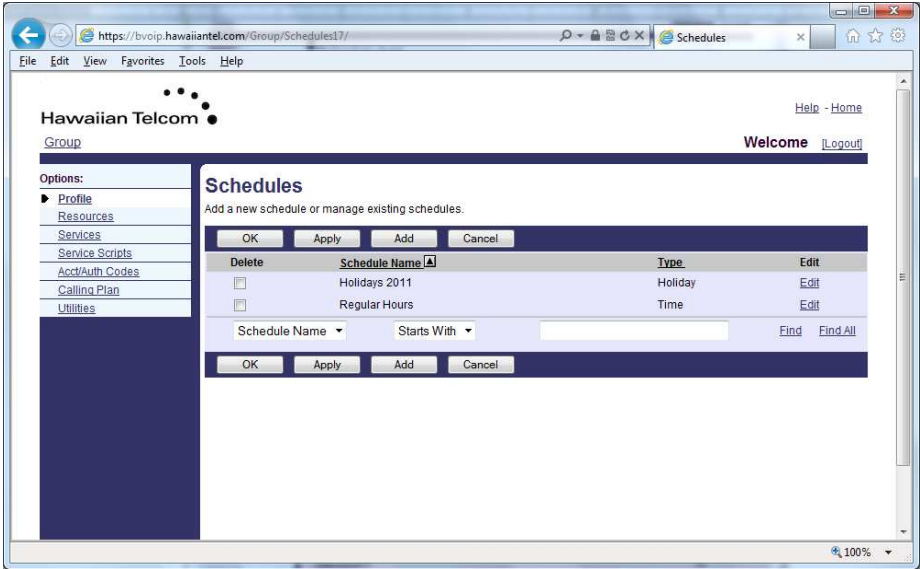 https://bvoip.hawaiiantel.com/Group/Schedules17/
Schedules
File Edit View Favorites Tools Help
Hawaiian Telcom
Help - Home
Group
Welcome [Logout]
Options:
Profile
Resources
Services
Service Scripts
Acct/Auth Codes
Calling Plan
Utilities
Schedules
Add a new schedule or manage existing schedules.
OK Apply Add Cancel
Delete Schedule Name Type Edit
Holidays 2011 Holiday Edit
Regular Hours Time Edit
Schedule Name Starts With Find Find All
OK Apply Add Cancel
100%